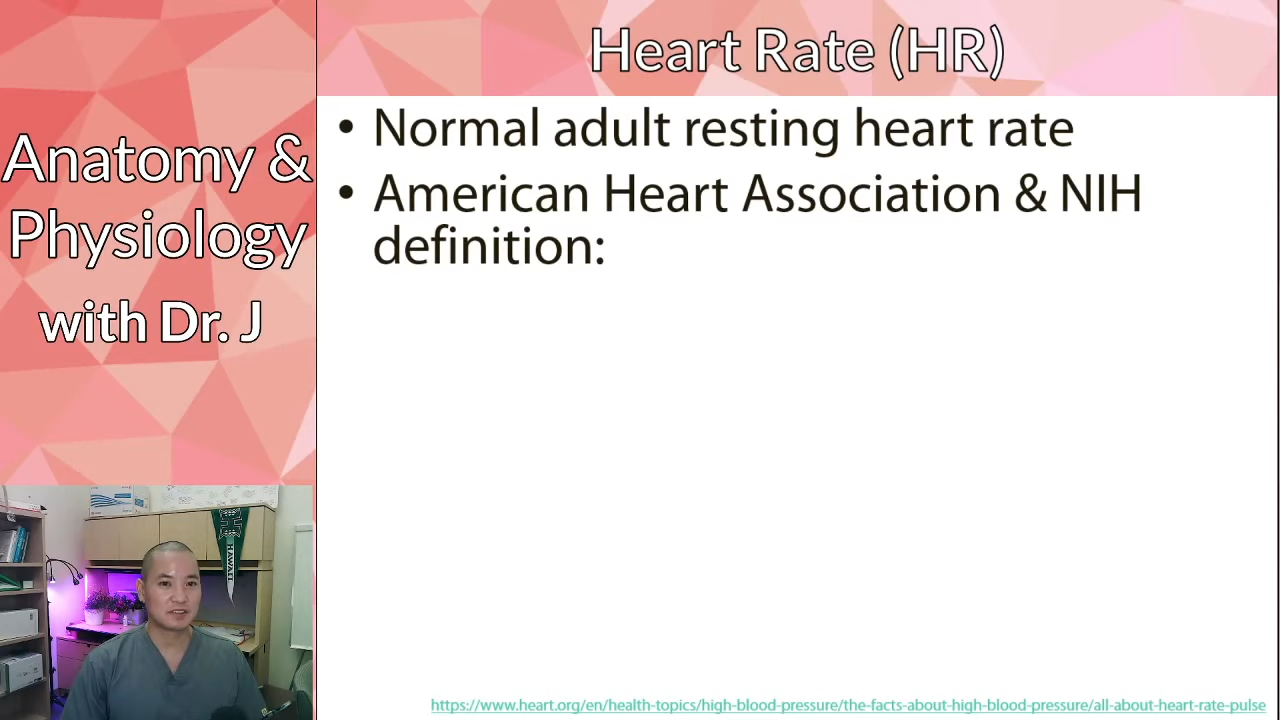 Anatomy &
Physiology
with Dr. J
Heart Rate (HR)
• Normal adult resting heart rate
• American Heart Association & NIH
definition:
https://www.heart.org/en/health-topics/high-blood-pressure/the-facts-about-high-blood-pressure/all-about-heart-rate-pulse
H
HAWAII